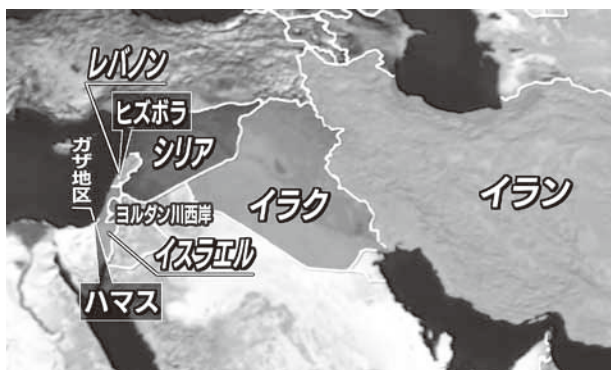 レバノン
ヒズボラ
シリア
ガザ地区
ヨルダン川西岸
イラク
イラン
イスラエル
ハマス